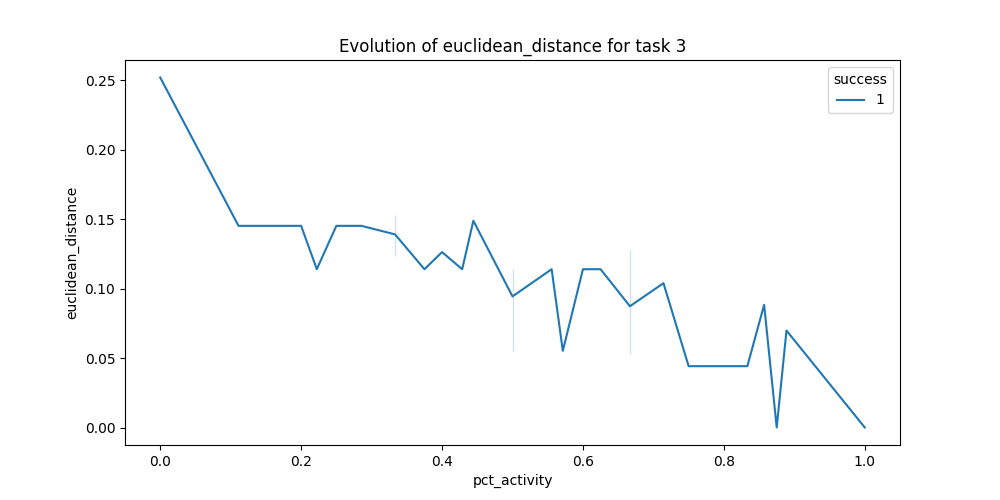 Evolution of euclidean_distance for task 3
success
1
0.25
0.20
0.15
0.10
0.05
0.00
euclidean_distance
0.0 0.2 0.4 0.6 0.8 1.0
pct_activity